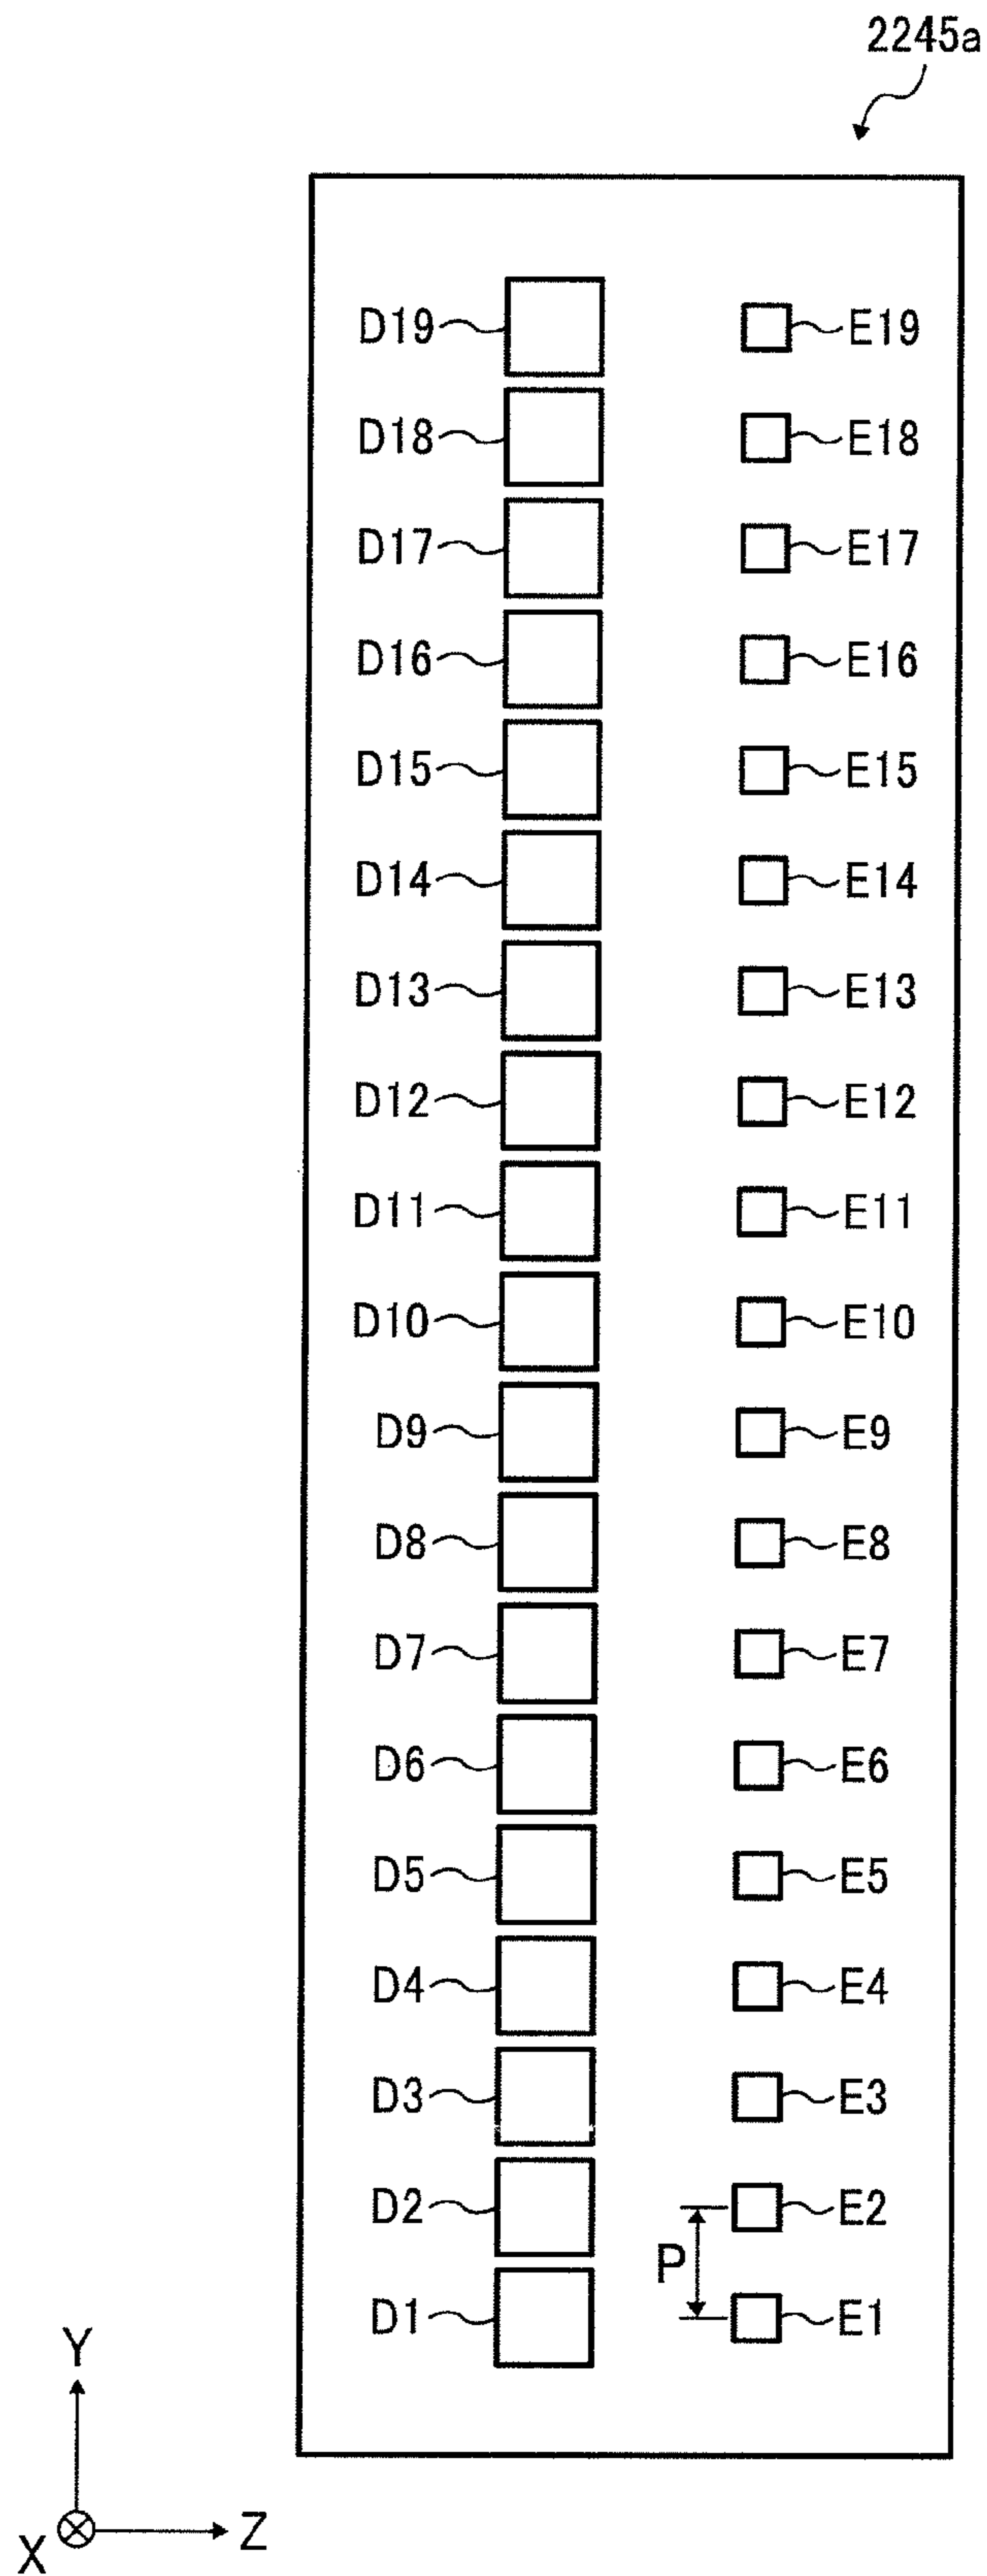 2245a
D19 E19
D18 E18
D17 E17
D16 E16
D15 E15
D14 E14
D13 E13
D12 E12
D11 E11
D10 E10
D9 E9
D8 E8
D7 E7
D6 E6
D5 E5
D4 E4
D3 E3
D2 E2
P
D1 E1
Y
X Z